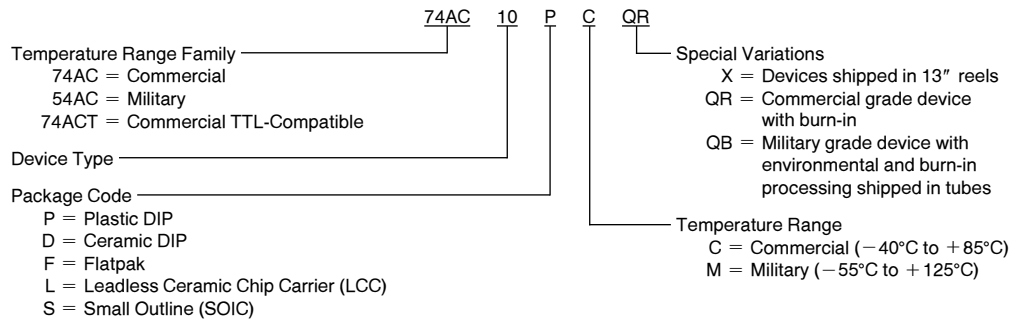 74AC 10 P C QR
Temperature Range Family
74AC = Commercial
54AC = Military
74ACT = Commercial TTL-Compatible
Device Type
Package Code
P = Plastic DIP
D = Ceramic DIP
F = Flatpak
L = Leadless Ceramic Chip Carrier (LCC)
S = Small Outline (SOIC)
Special Variations
X = Devices shipped in 13″ reels
QR = Commercial grade device
with burn-in
QB = Military grade device with
environmental and burn-in
processing shipped in tubes
Temperature Range
C = Commercial (−40°C to +85°C)
M = Military (−55°C to +125°C)